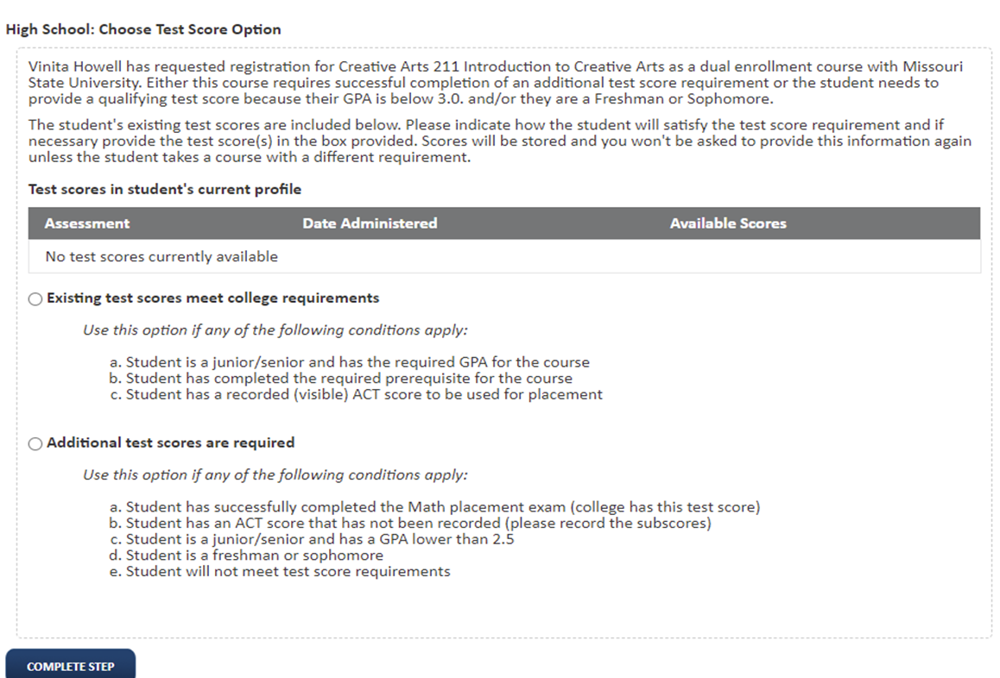 High School: Choose Test Score Option
Vinita Howell has requested registration for Creative Arts 211 Introduction to Creative Arts as a dual enrollment course with Missouri
State University. Either this course requires successful completion of an additional test score requirement or the student needs to
provide a qualifying test score because their GPA is below 3.0. and/or they are a Freshman or Sophomore.
The student's existing test scores are included below. Please indicate how the student will satisfy the test score requirement and if
necessary provide the test score(s) in the box provided. Scores will be stored and you won't be asked to provide this information again
unless the student takes a course with a different requirement.
Test scores in student's current profile
Assessment Date Administered Available Scores
No test scores currently available
Existing test scores meet college requirements
Use this option if any of the following conditions apply:
a. Student is a junior/senior and has the required GPA for the course
b. Student has completed the required prerequisite for the course
c. Student has a recorded (visible) ACT score to be used for placement
Additional test scores are required
Use this option if any of the following conditions apply:
a. Student has successfully completed the Math placement exam (college has this test score)
b. Student has an ACT score that has not been recorded (please record the subscores)
c. Student is a junior/senior and has a GPA lower than 2.5
d. Student is a freshman or sophomore
e. Student will not meet test score requirements
COMPLETE STEP